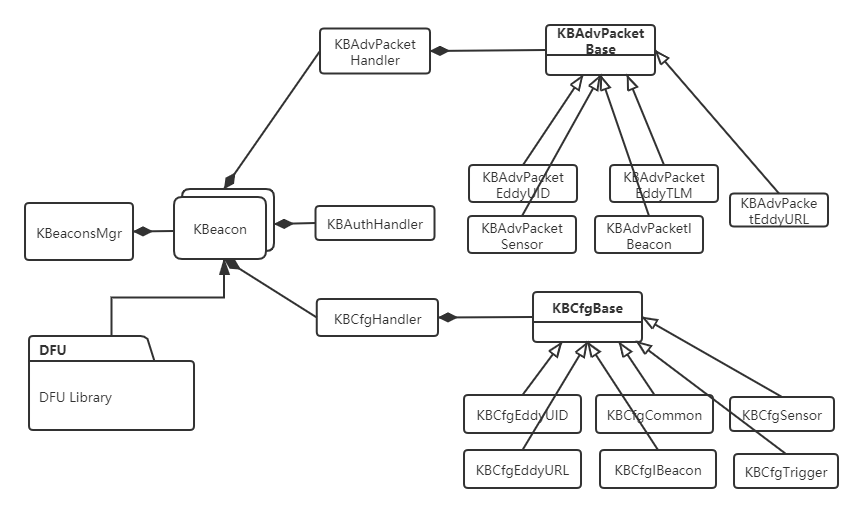 KBAdvPacket
Handler
KBAdvPacket
Base
KBAdvPacket
EddyUID
KBAdvPacket
EddyTLM
KBAdvPacke
tEddyURL
KBAdvPacket
Sensor
KBAdvPacketI
Beacon
KBeaconsMgr
KBeacon
KBAuthHandler
KBCfgHandler
KBCfgBase
DFU
DFU Library
KBCfgEddyUID
KBCfgCommon
KBCfgSensor
KBCfgEddyURL
KBCfgIBeacon
KBCfgTrigger